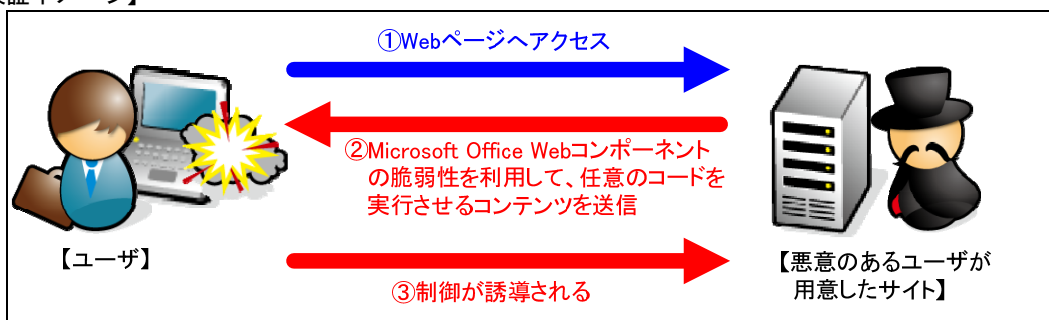 ①Webページへアクセス
②Microsoft Office Webコンポーネント
の脆弱性を利用して、任意のコードを
実行させるコンテンツを送信
【ユーザ】
③制御が誘導される
【悪意のあるユーザが
用意したサイト】